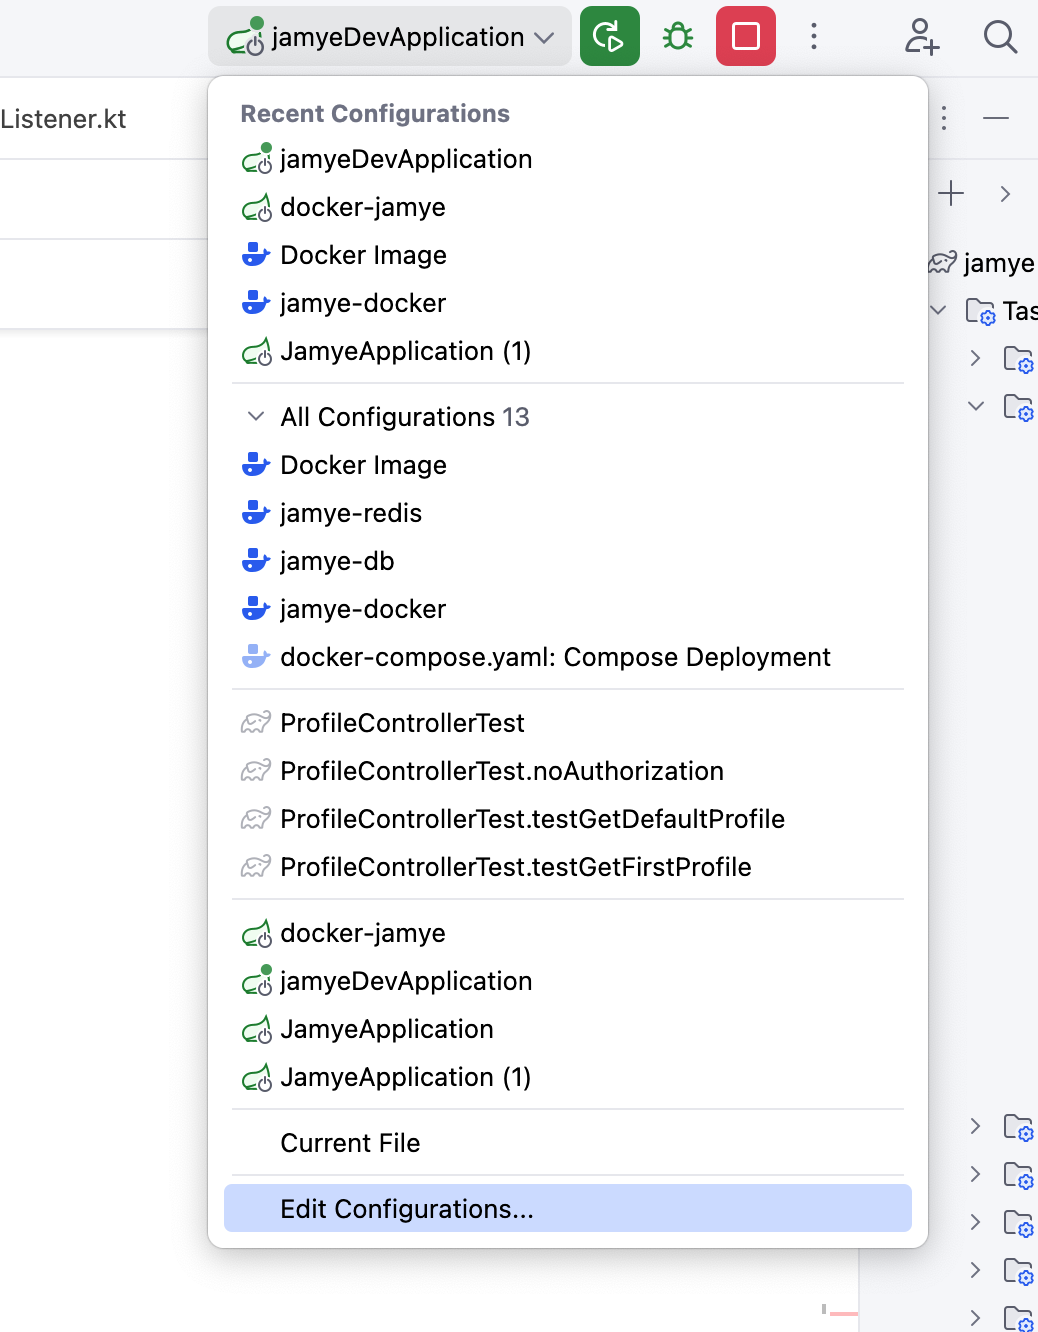 jamyeDevApplication
Listener.kt
Recent Configurations
jamyeDevApplication
docker-jamye
Docker Image
jamye-docker
JamyeApplication (1)
All Configurations 13
Docker Image
jamye-redis
jamye-db
jamye-docker
docker-compose.yaml: Compose Deployment
ProfileControllerTest
ProfileControllerTest.noAuthorization
ProfileControllerTest.testGetDefaultProfile
ProfileControllerTest.testGetFirstProfile
docker-jamye
jamyeDevApplication
JamyeApplication
JamyeApplication (1)
Current File
Edit Configurations...
jamye
Tas